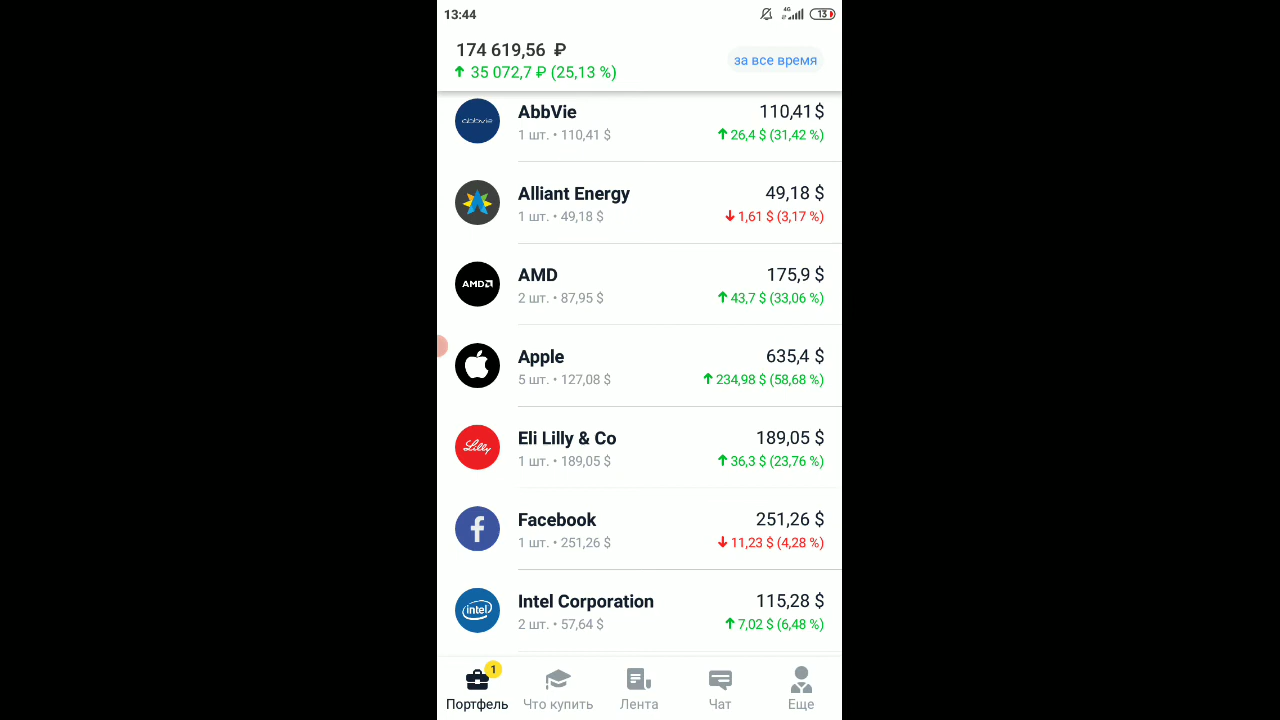 13:44
4G
13
174 619,56 ₽
35 072,7 ₽ (25,13 %)
за все время
abbvie
AbbVie
110,41 $
1 шт. • 110,41 $
26,4 $ (31,42 %)
Alliant Energy
49,18 $
1 шт. • 49,18 $
1,61 $ (3,17 %)
AMD
AMD
175,9 $
2 шт. • 87,95 $
43,7 $ (33,06 %)
Apple
635,4 $
5 шт. • 127,08 $
234,98 $ (58,68 %)
Lilly
Eli Lilly & Co
189,05 $
1 шт. • 189,05 $
36,3 $ (23,76 %)
f
Facebook
251,26 $
1 шт. • 251,26 $
11,23 $ (4,28 %)
intel
Intel Corporation
115,28 $
2 шт. • 57,64 $
7,02 $ (6,48 %)
1
Портфель
Что купить
Лента
Чат
Еще